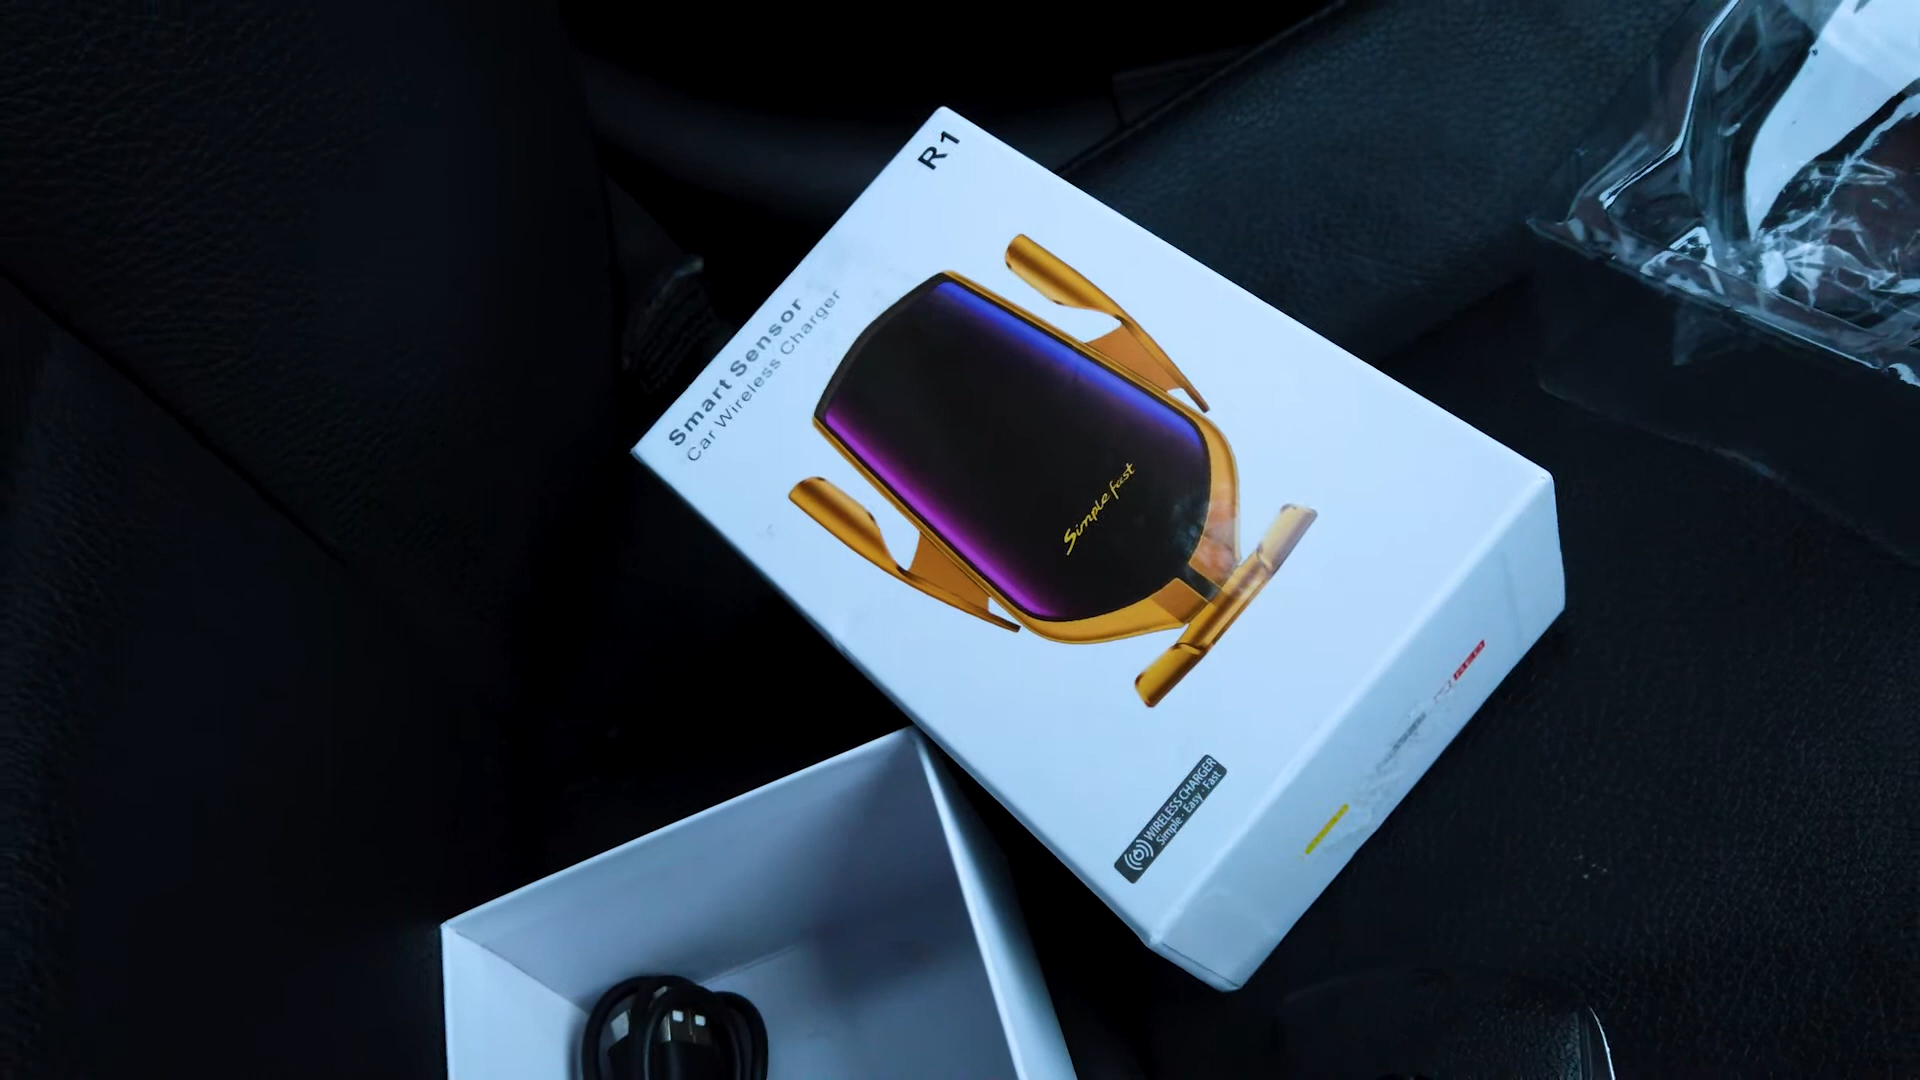 R1
Smart Sensor
Car Wireless Charger
Simple fast
WIRELESS CHARGER
Simple · Easy · Fast